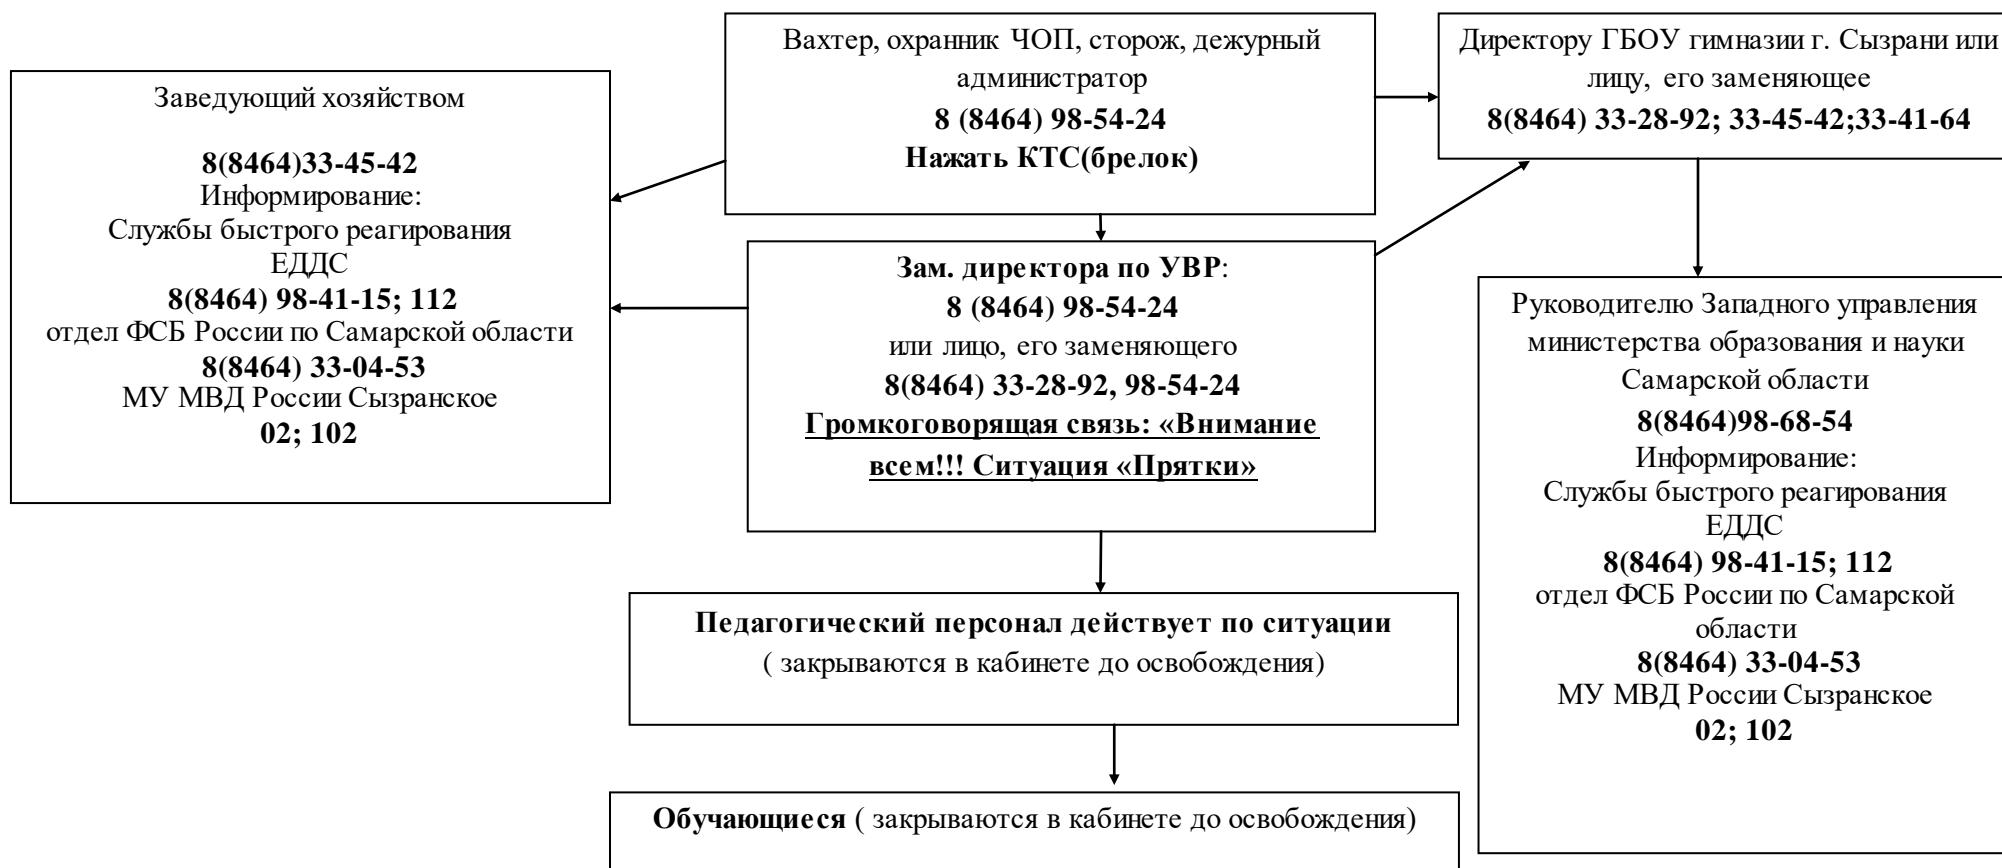 Вахтер, охранник ЧОП, сторож, дежурный
администратор
8 (8464) 98-54-24
Нажать КТС(брелок)
Директору ГБОУ гимназии г. Сызрани или
лицу, его заменяющее
8(8464) 33-28-92; 33-45-42;33-41-64
Заведующий хозяйством
8(8464)33-45-42
Информирование:
Службы быстрого реагирования
ЕДДС
8(8464) 98-41-15; 112
отдел ФСБ России по Самарской области
8(8464) 33-04-53
МУ МВД России Сызранское
02; 102
Зам. директора по УВР:
8 (8464) 98-54-24
или лицо, его заменяющего
8(8464) 33-28-92, 98-54-24
Громкоговорящая связь: «Внимание
всем!!! Ситуация «Прятки»
Руководителю Западного управления
министерства образования и науки
Самарской области
8(8464)98-68-54
Информирование:
Службы быстрого реагирования
ЕДДС
8(8464) 98-41-15; 112
отдел ФСБ России по Самарской
области
8(8464) 33-04-53
МУ МВД России Сызранское
02; 102
Педагогический персонал действует по ситуации
( закрываются в кабинете до освобождения)
Обучающиеся ( закрываются в кабинете до освобождения)